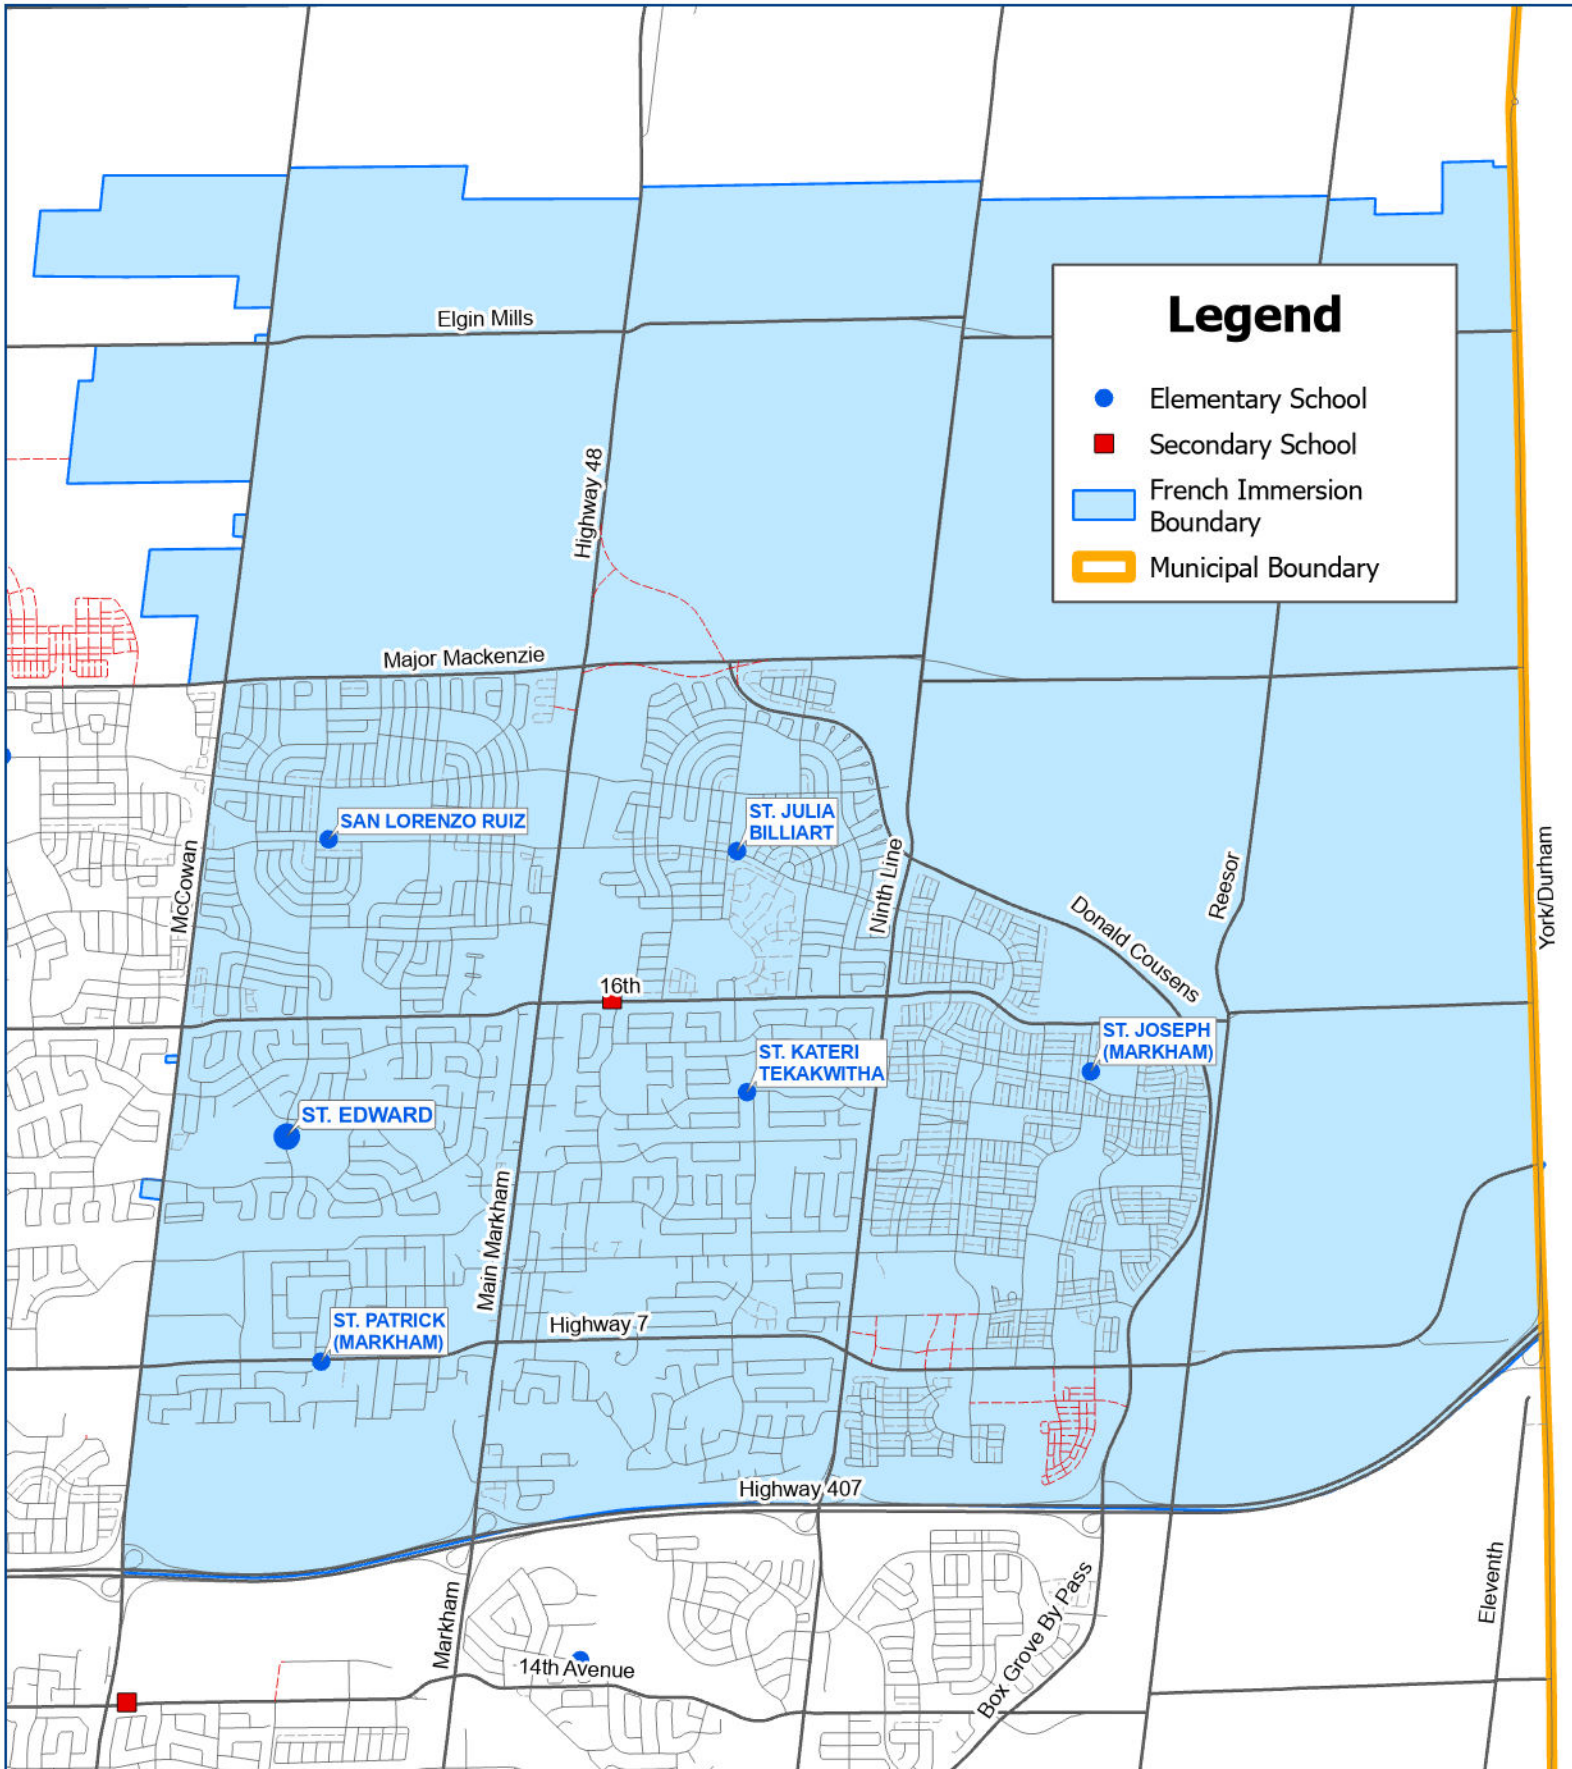 Elgin Mills
Legend
Elementary School
Secondary School
French Immersion
Boundary
Municipal Boundary
Highway 48
Major Mackenzie
SAN LORENZO RUIZ
ST. JULIA
BILLIART
McCowan
Ninth Line
Donald Cousens
Reesor
York/Durham
16th
ST. JOSEPH
(MARKHAM)
ST. KATERI
TEKAKWITHA
ST. EDWARD
Main Markham
ST. PATRICK
(MARKHAM)
Highway 7
Highway 407
Markham
14th Avenue
Box Grove By Pass
Eleventh